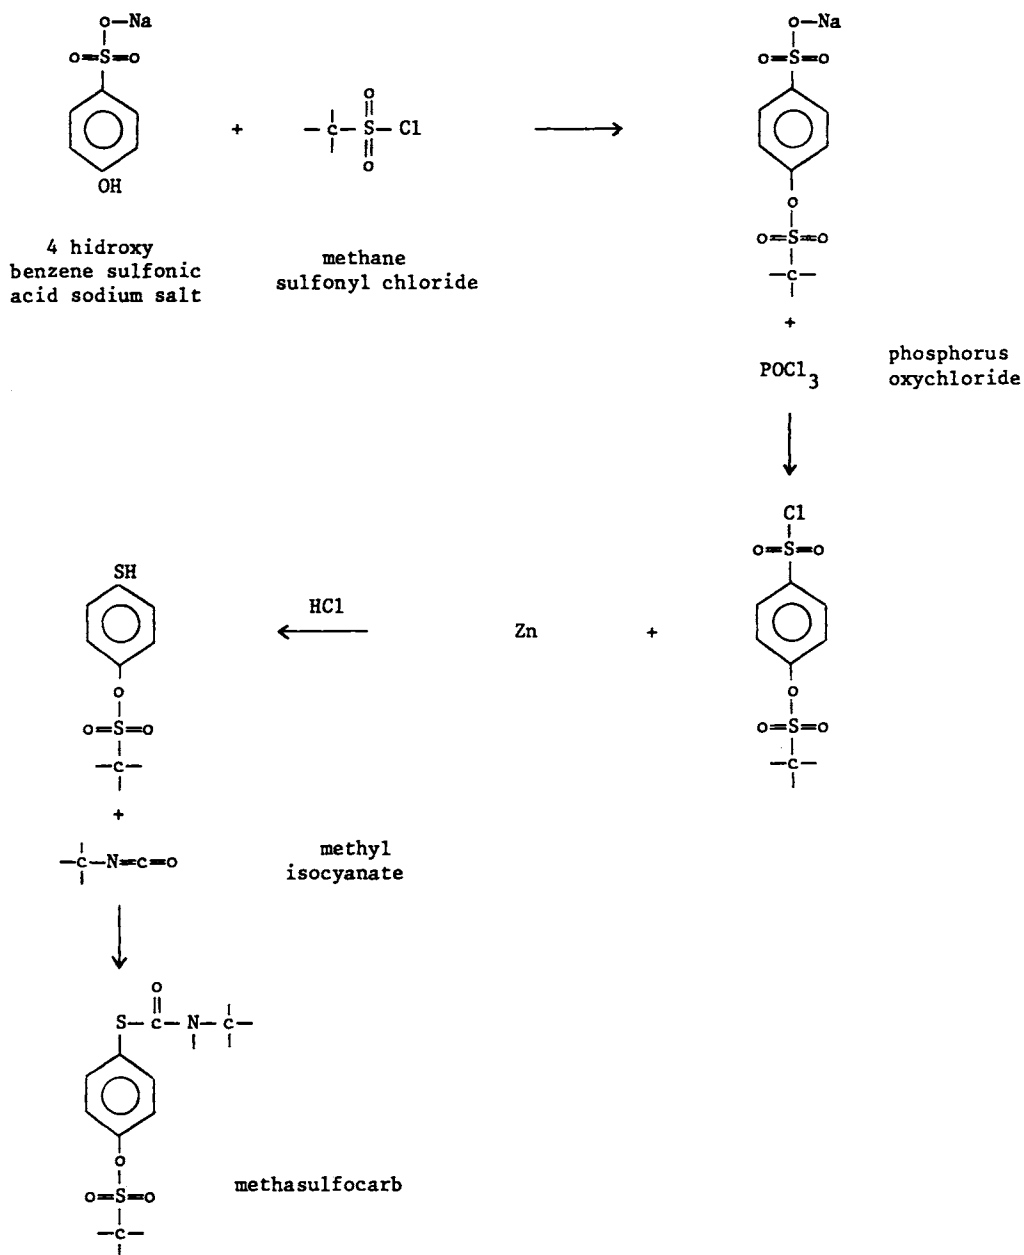 O-Na
O=S=O
OH
+
-C-S-Cl
O
O
O-Na
O=S=O
O
O=S=O
-C-
4 hidroxy
benzene sulfonic
acid sodium salt
methane
sulfonyl chloride
+
POCl3
phosphorus
oxychloride
Cl
O=S=O
O
O=S=O
-C-
+
Zn
HCl
SH
O
O=S=O
-C-
+
-C-N=C=O
methyl
isocyanate
O
S-C-N-C-
O
O=S=O
-C-
methasulfocarb